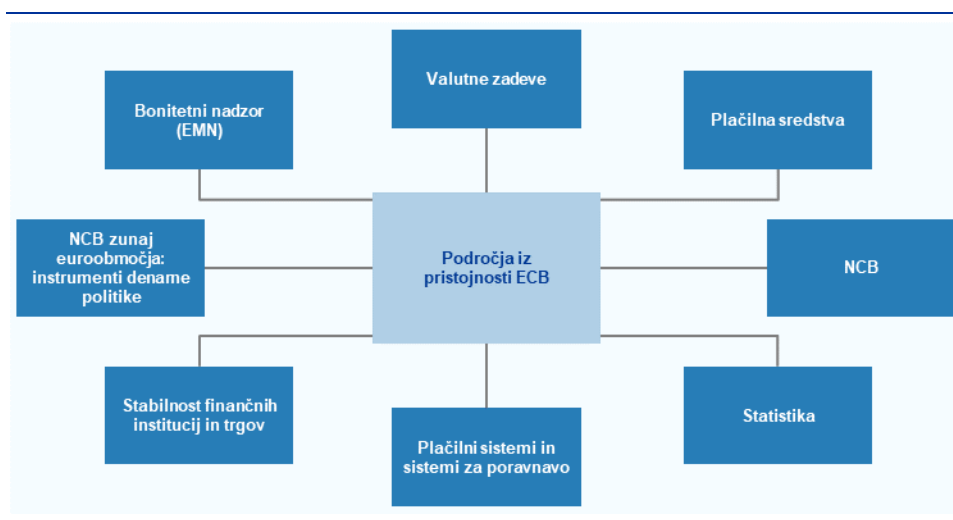 Valutne zadeve
Bonitetni nadzor
(EMN)
Plačilna sredstva
NCB zunaj
euroobmočja:
instrumenti dename
politike
Področja iz
pristojnosti ECB
NCB
Stabilnost finančnih
institucij in trgov
Plačilni sistemi in
sistemi za poravnavo
Statistika